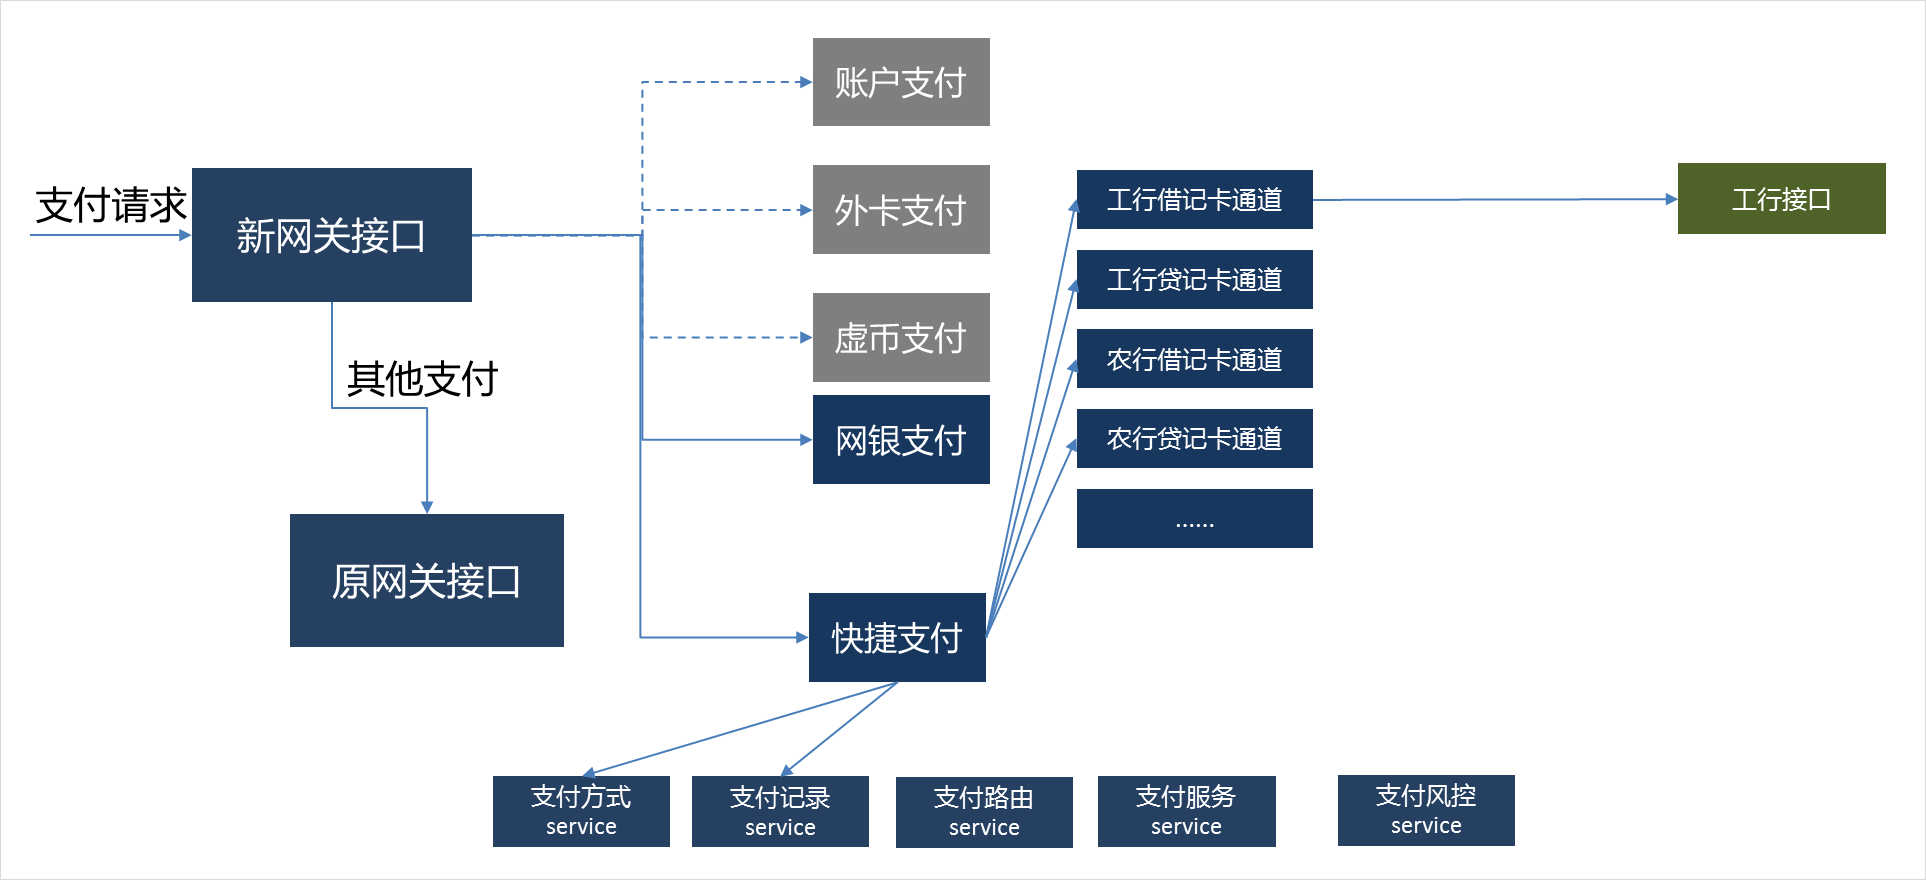 支付请求
新网关接口
其他支付
原网关接口
账户支付
外卡支付
虚币支付
网银支付
快捷支付
工行借记卡通道
工行贷记卡通道
农行借记卡通道
农行贷记卡通道
......
工行接口
支付方式
service
支付记录
service
支付路由
service
支付服务
service
支付风控
service